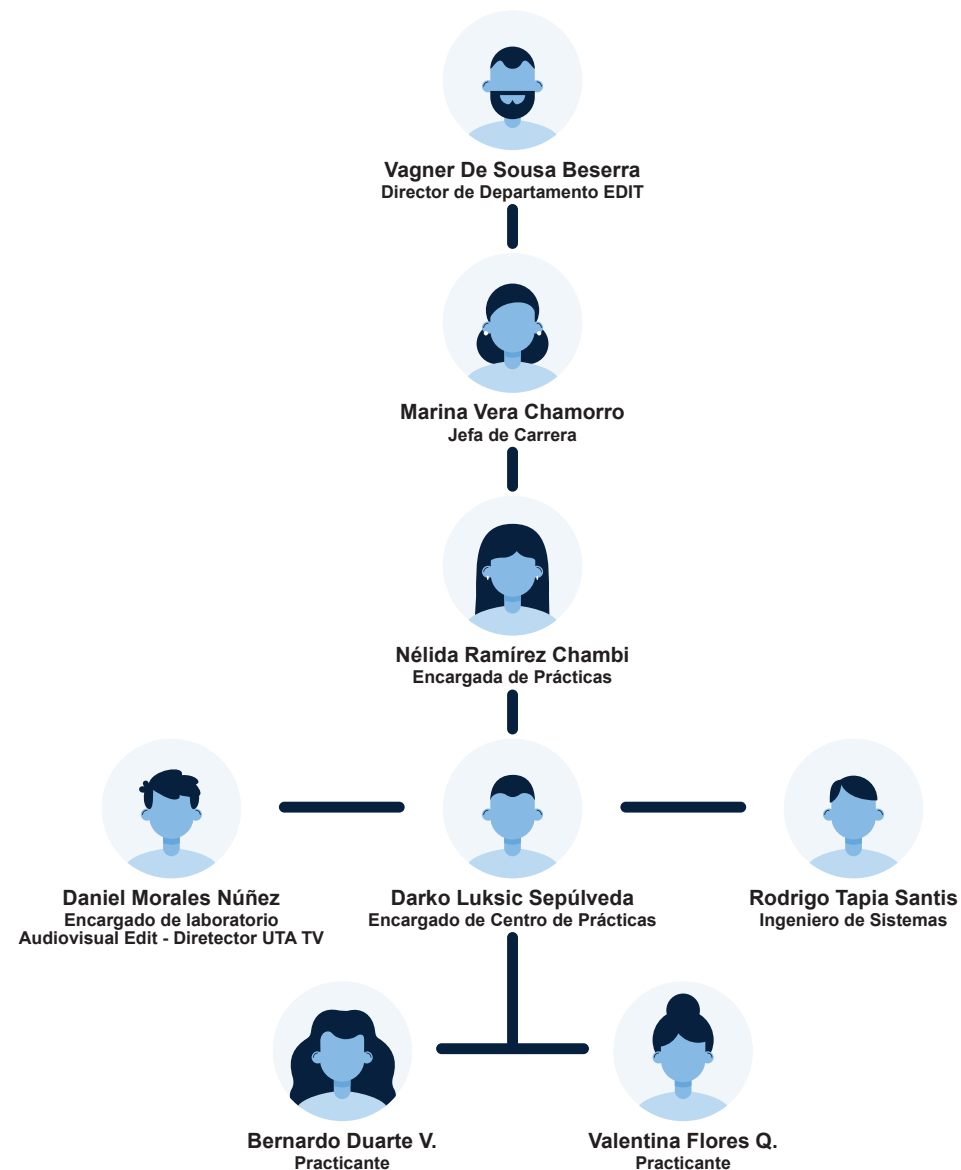 Vagner De Sousa Beserra
Director de Departamento EDIT
Marina Vera Chamorro
Jefa de Carrera
Nélida Ramírez Chambi
Encargada de Prácticas
Daniel Morales Núñez
Encargado de laboratorio
Audiovisual Edit - Diretector UTA TV
Darko Luksic Sepúlveda
Encargado de Centro de Prácticas
Rodrigo Tapia Santis
Ingeniero de Sistemas
Bernardo Duarte V.
Practicante
Valentina Flores Q.
Practicante